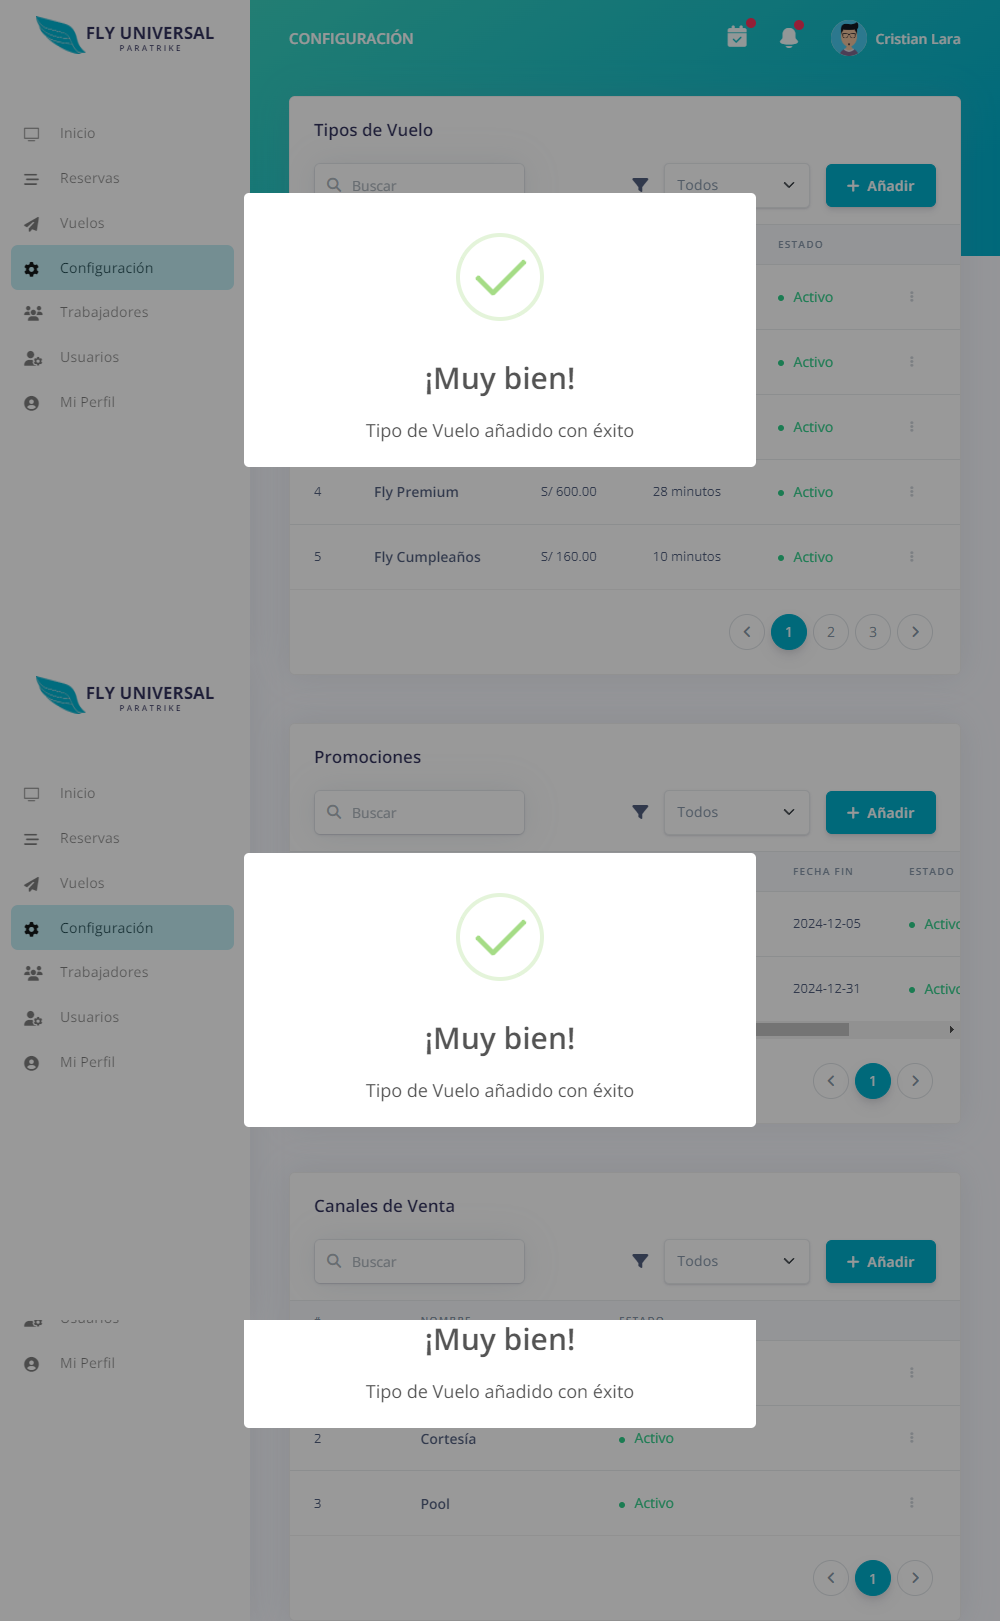 FLY UNIVERSAL
PARATRIKE
CONFIGURACIÓN
Cristian Lara
Inicio
Reservas
Vuelos
Configuración
Trabajadores
Usuarios
Mi Perfil
Tipos de Vuelo
Buscar
Todos
Añadir
ESTADO
Activo
Activo
Activo
¡Muy bien!
Tipo de Vuelo añadido con éxito
4 Fly Premium S/ 600.00 28 minutos Activo
5 Fly Cumpleaños S/ 160.00 10 minutos Activo
1 2 3
FLY UNIVERSAL
PARATRIKE
Inicio
Reservas
Vuelos
Configuración
Trabajadores
Usuarios
Mi Perfil
Promociones
Buscar
Todos
Añadir
FECHA FIN ESTADO
2024-12-05 Activo
2024-12-31 Activo
¡Muy bien!
Tipo de Vuelo añadido con éxito
1
Canales de Venta
Buscar
Todos
Añadir
Usuarios
Mi Perfil
# NOMBRE ESTADO
¡Muy bien!
Tipo de Vuelo añadido con éxito
2 Cortesía Activo
3 Pool Activo
1